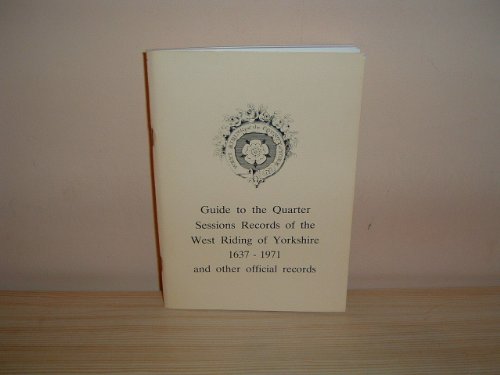 Guide to the Quarter
Sessions Records of the
West Riding of Yorkshire
1637 - 1971
and other official records